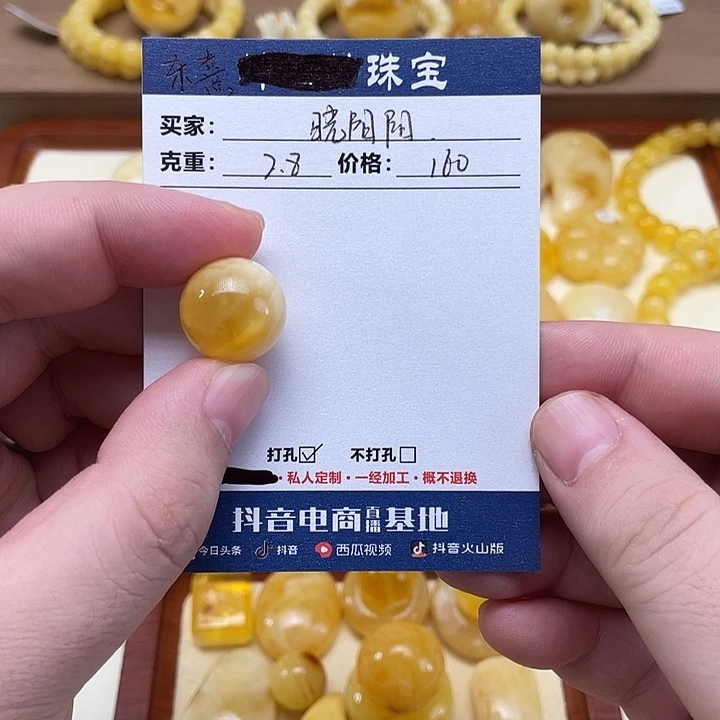 珠宝
买家：晓阳阳.
克重：2.8 价格：160
打孔☑ 不打孔□
·私人定制·一经加工·概不退换
抖音电商直播基地
今日头条 抖音 西瓜视频 抖音火山版